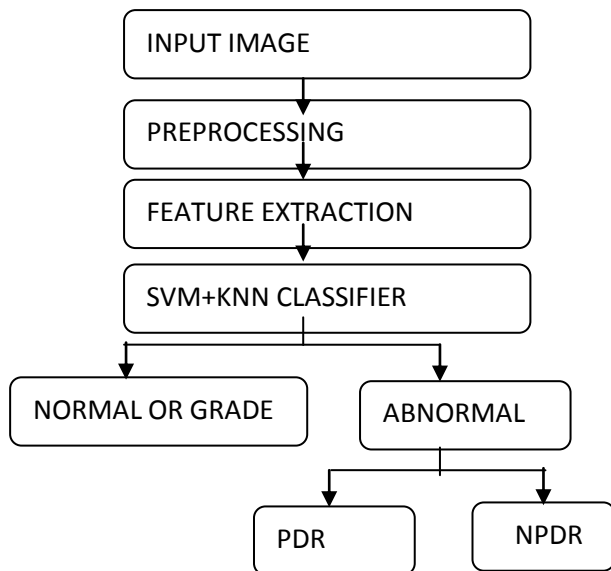 INPUT IMAGE
PREPROCESSING
FEATURE EXTRACTION
SVM+KNN CLASSIFIER
NORMAL OR GRADE
ABNORMAL
PDR
NPDR